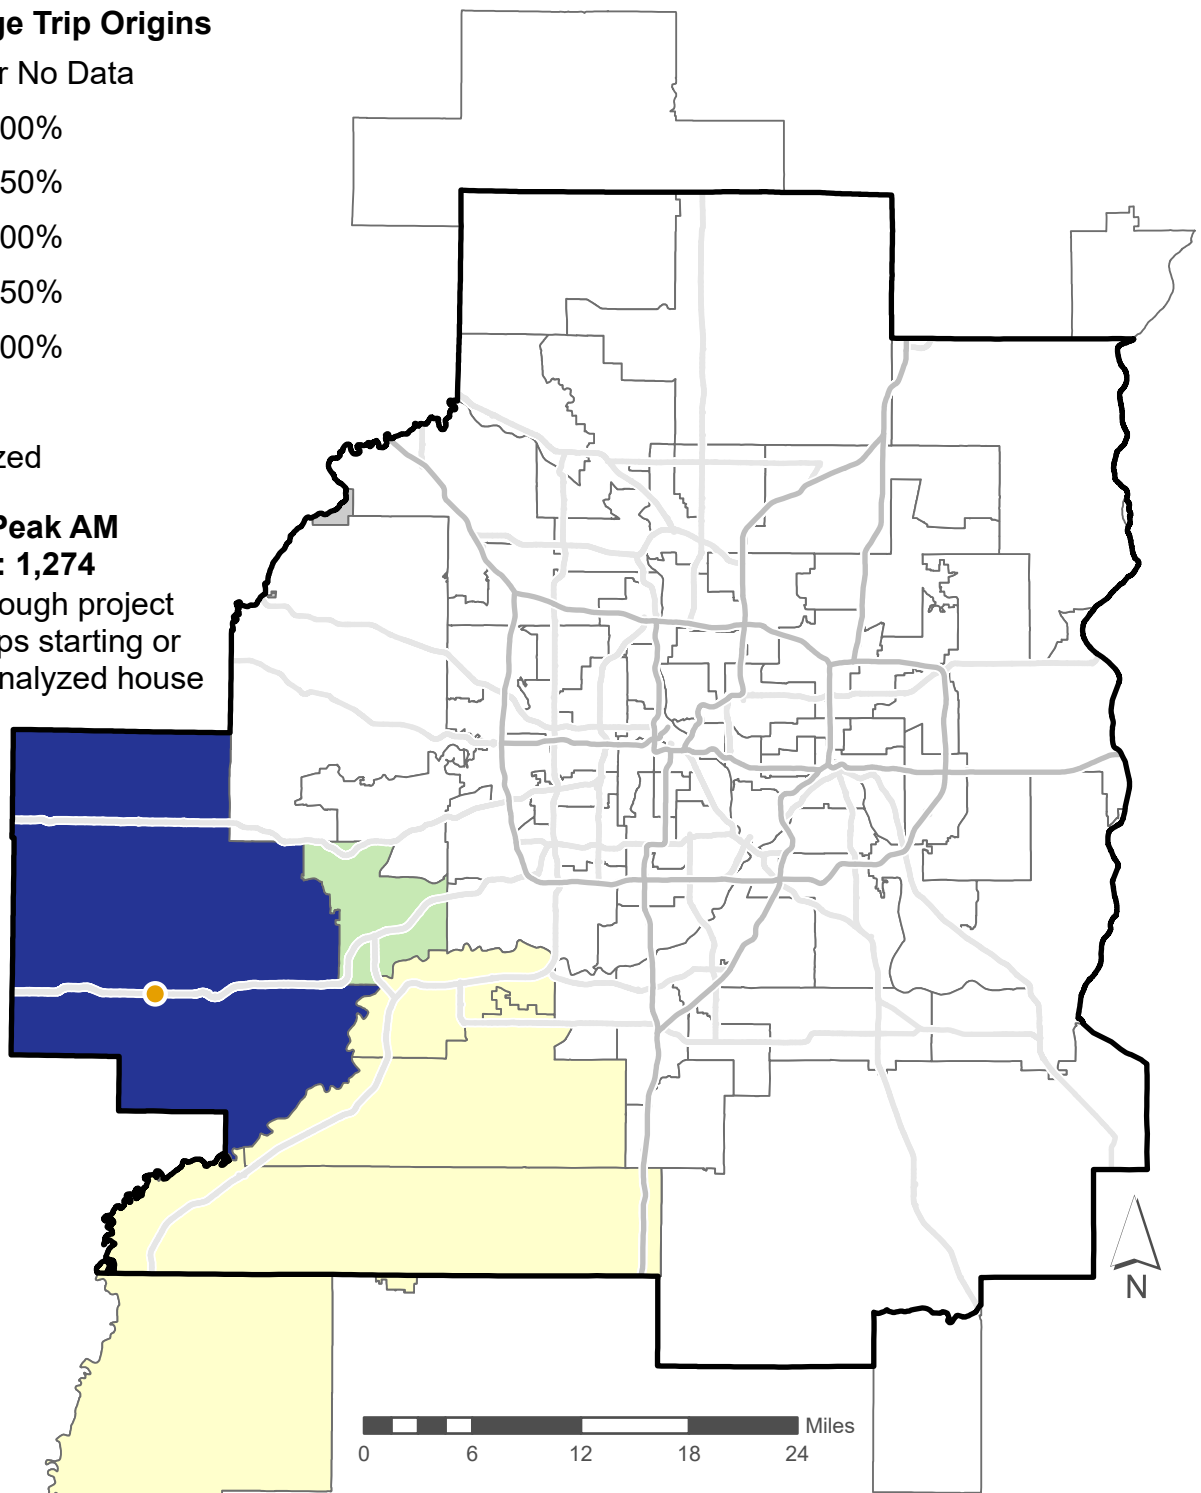 ge Trip Origins
r No Data
00%
50%
00%
50%
00%
zed
Peak AM
: 1,274
ough project
ps starting or
nalyzed house
N
Miles
0 6 12 18 24